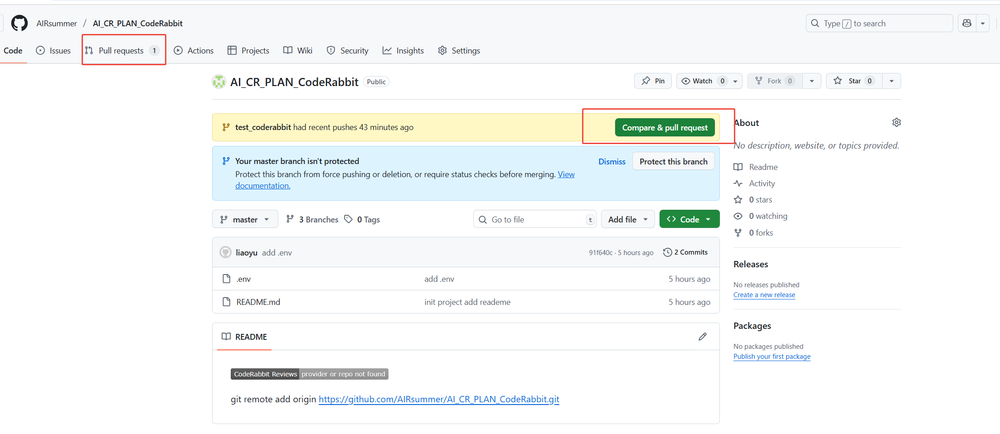 AIRsummer / AI_CR_PLAN_CodeRabbit
Type / to search
Code Issues Pull requests 1 Actions Projects Wiki Security Insights Settings
AI_CR_PLAN_CodeRabbit Public
Pin Watch 0 Fork 0 Star 0
test_coderabbit had recent pushes 43 minutes ago
Compare & pull request
Your master branch isn't protected
Protect this branch from force pushing or deletion, or require status checks before merging. View
documentation.
Dismiss Protect this branch
master 3 Branches 0 Tags
Go to file t Add file Code
liaoyu add .env 91f640c · 5 hours ago 2 Commits
.env add .env 5 hours ago
README.md init project add reademe 5 hours ago
README
CodeRabbit Reviews provider or repo not found
git remote add origin https://github.com/AIRsummer/AI_CR_PLAN_CodeRabbit.git
About
No description, website, or topics provided.
Readme
Activity
0 stars
0 watching
0 forks
Releases
No releases published
Create a new release
Packages
No packages published
Publish your first package